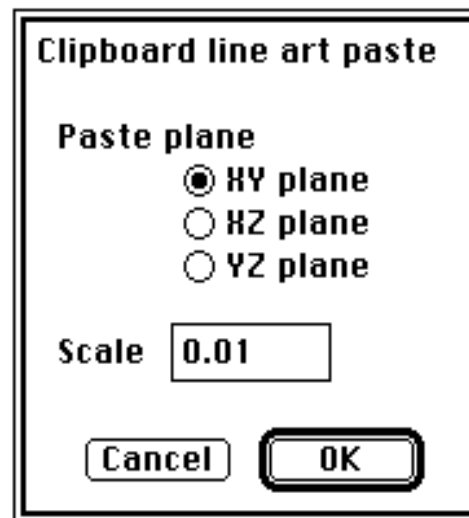 Clipboard line art paste
Paste plane
XY plane
XZ plane
YZ plane
Scale 0.01
Cancel OK